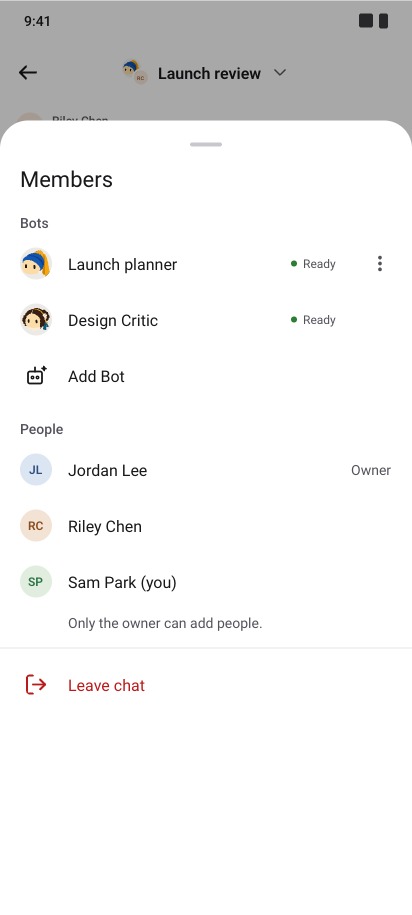 9:41
RC
Launch review
Riley Chen
Members
Bots
Launch planner
Ready
Design Critic
Ready
Add Bot
People
JL
Jordan Lee
Owner
RC
Riley Chen
SP
Sam Park (you)
Only the owner can add people.
Leave chat